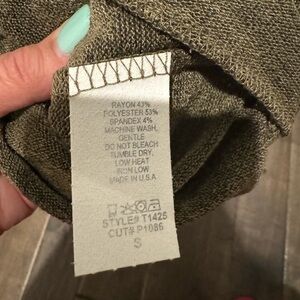 RAYON 43%
POLYESTER 53%
SPANDEX 4%
MACHINE WASH,
GENTLE
DO NOT BLEACH
TUMBLE DRY,
LOW HEAT
IRON LOW
MADE IN U.S.A
STYLE# T1425
CUT# P1086
S